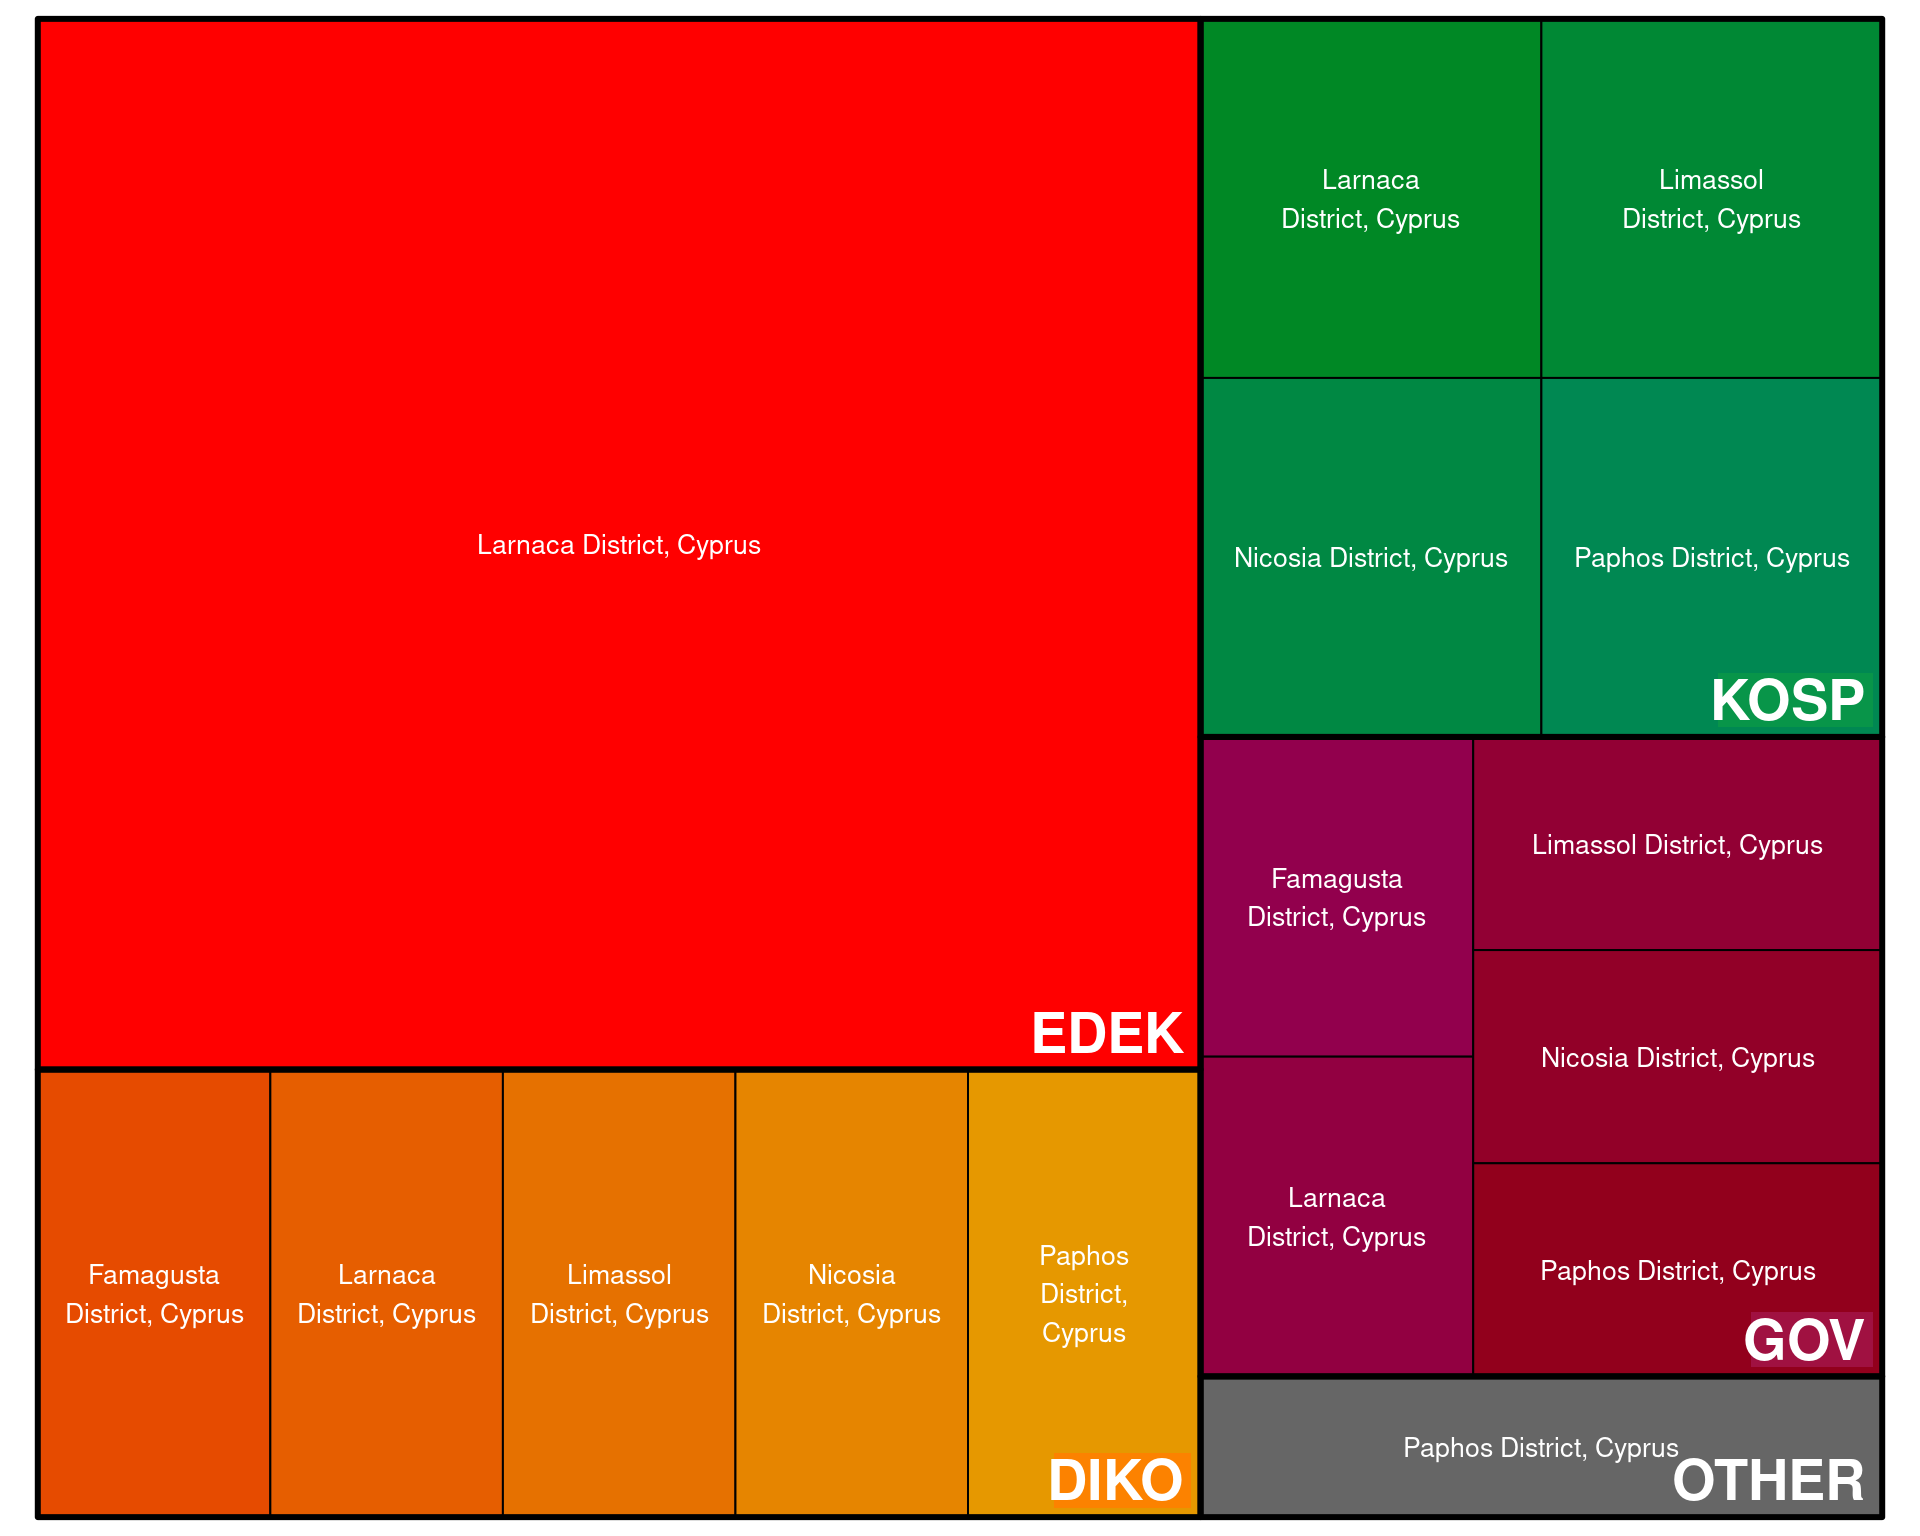 Larnaca District, Cyprus
EDEK
Famagusta
District, Cyprus
Larnaca
District, Cyprus
Limassol
District, Cyprus
Nicosia
District, Cyprus
Paphos
District,
Cyprus
DIKO
Larnaca
District, Cyprus
Limassol
District, Cyprus
Nicosia District, Cyprus
Paphos District, Cyprus
KOSP
Famagusta
District, Cyprus
Larnaca
District, Cyprus
Limassol District, Cyprus
Nicosia District, Cyprus
Paphos District, Cyprus
GOV
Paphos District, Cyprus
OTHER